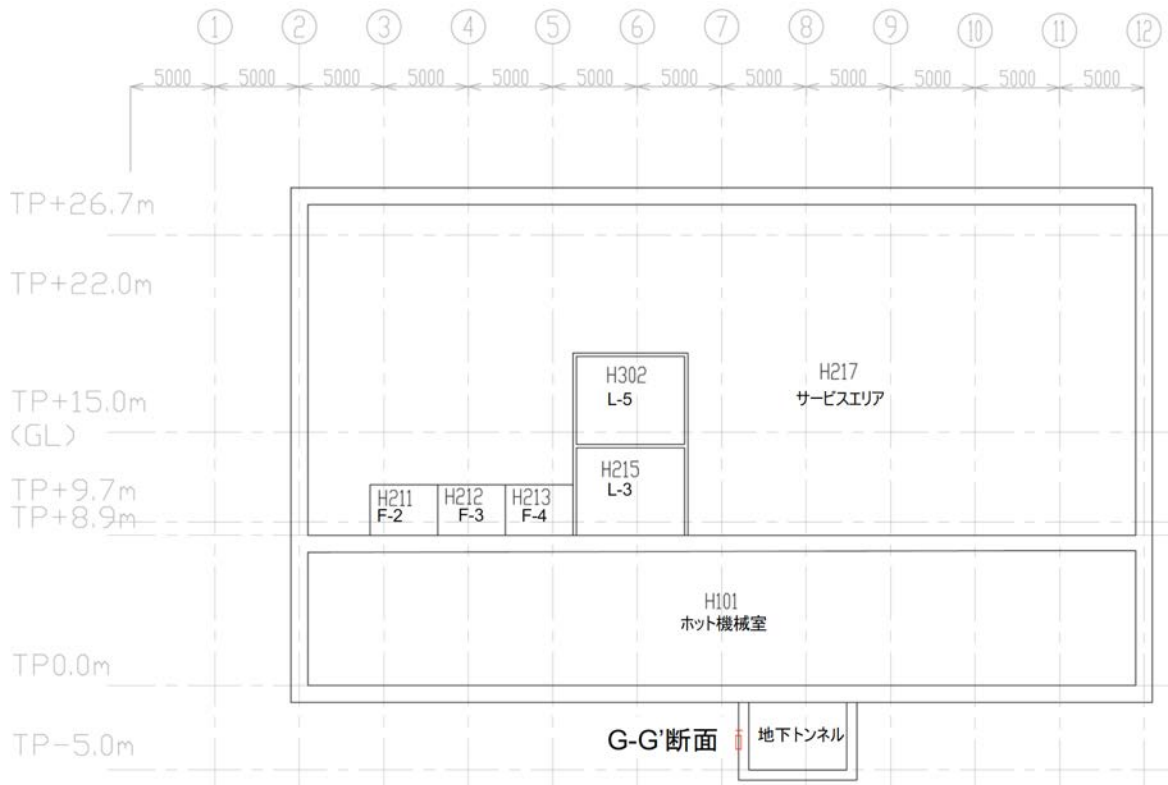 1 2 3 4 5 6 7 8 9 10 11 12
5000 5000 5000 5000 5000 5000 5000 5000 5000 5000 5000 5000
TP+26.7m
TP+22.0m
H302
L-5
H217
サービスエリア
TP+15.0m
(GL)
H215
L-3
TP+9.7m
TP+8.9m
H211 H212 H213
F-2 F-3 F-4
H101
ホット機械室
TP0.0m
G-G'断面
地下トンネル
TP-5.0m